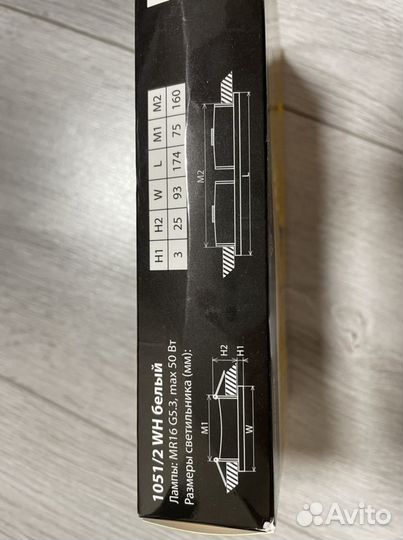 1051/2 WH белый
Лампы: MR16 G5.3, max 50 Вт
Размеры светильника (мм):
H1 H2 W L M1 M2
3 25 93 174 75 160
M1
W
H2
H1
M2
L
Avito